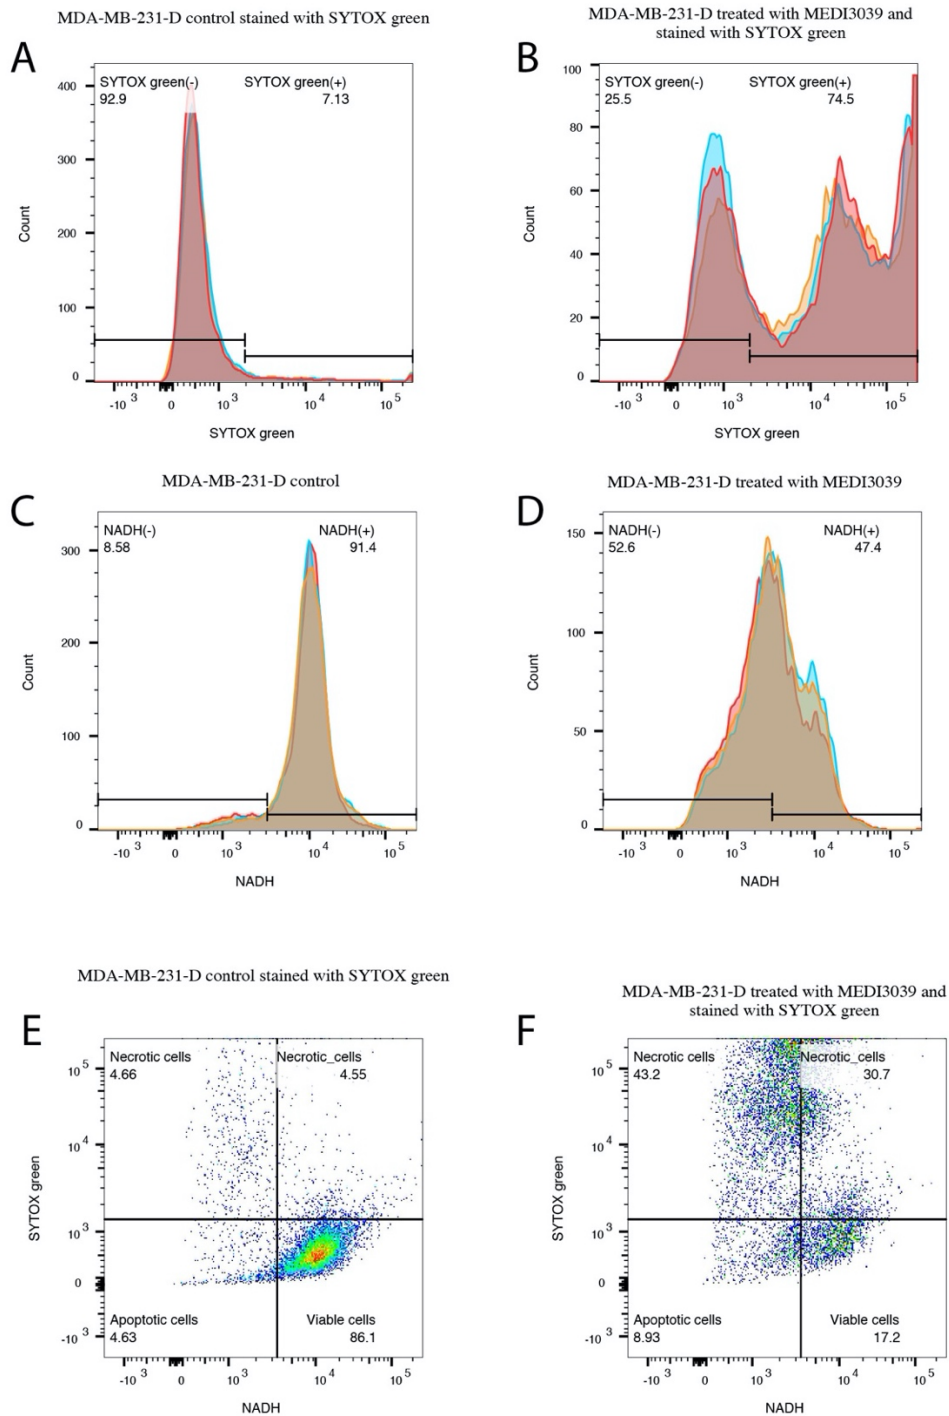 MDA-MB-231-D control stained with SYTOX green
A
SYTOX green(-)
92.9
SYTOX green(+)
7.13
400
300
200
100
0
Count
-10 3
0
10 3
10 4
10 5
SYTOX green
MDA-MB-231-D treated with MEDI3039 and
stained with SYTOX green
B
SYTOX green(-)
25.5
SYTOX green(+)
74.5
100
80
60
40
20
0
Count
-10 3
0
10 3
10 4
10 5
SYTOX green
MDA-MB-231-D control
C
NADH(-)
8.58
NADH(+)
91.4
300
200
100
0
Count
-10 3
0
10 3
10 4
10 5
NADH
MDA-MB-231-D treated with MEDI3039
D
NADH(-)
52.6
NADH(+)
47.4
150
100
50
0
Count
-10 3
0
10 3
10 4
10 5
NADH
MDA-MB-231-D control stained with SYTOX green
E
Necrotic cells
4.66
Necrotic_cells
4.55
10 5
10 4
10 3
0
-10 3
SYTOX green
Apoptotic cells
4.63
Viable cells
86.1
-10 3
0
10 3
10 4
10 5
NADH
MDA-MB-231-D treated with MEDI3039 and
stained with SYTOX green
F
Necrotic cells
43.2
Necrotic_cells
30.7
10 5
10 4
10 3
0
-10 3
SYTOX green
Apoptotic cells
8.93
Viable cells
17.2
-10 3
0
10 3
10 4
10 5
NADH